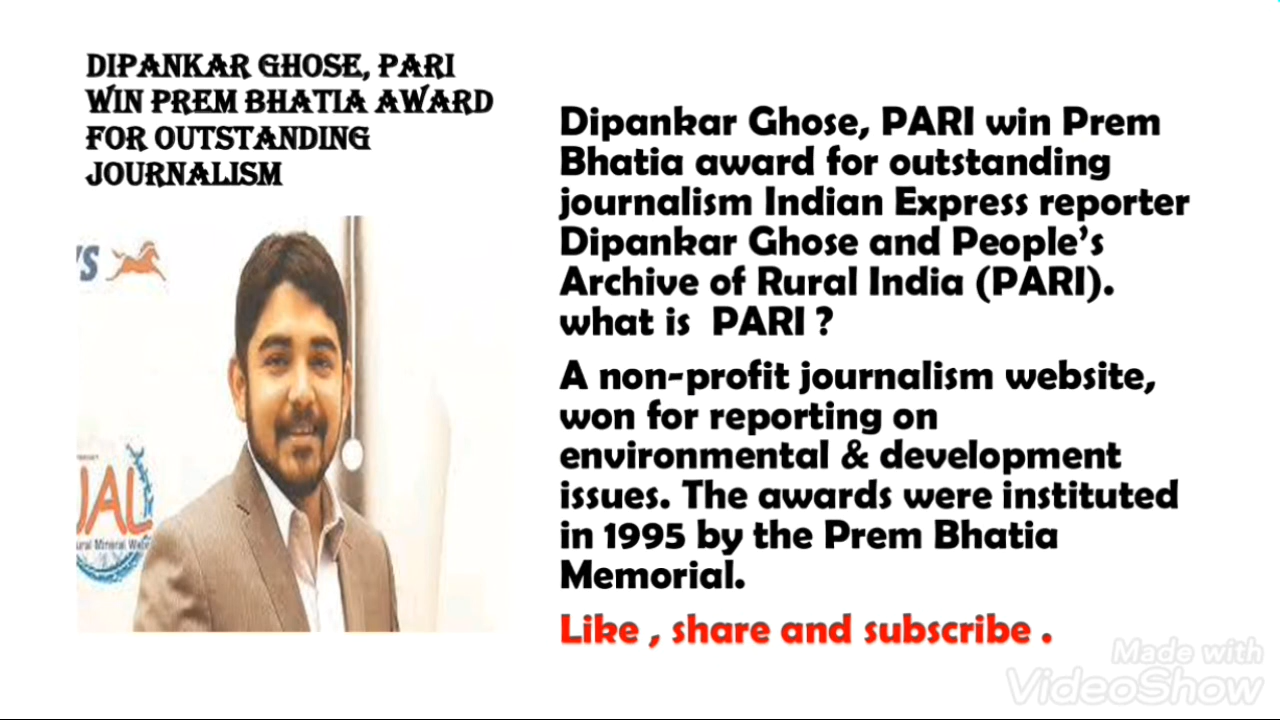 DIPANKAR GHOSE, PARI
WIN PREM BHATIA AWARD
FOR OUTSTANDING
JOURNALISM
Dipankar Ghose, PARI win Prem
Bhatia award for outstanding
journalism Indian Express reporter
Dipankar Ghose and People’s
Archive of Rural India (PARI).
what is PARI ?
A non-profit journalism website,
won for reporting on
environmental & development
issues. The awards were instituted
in 1995 by the Prem Bhatia
Memorial.
Like , share and subscribe .
Made with
VideoShow